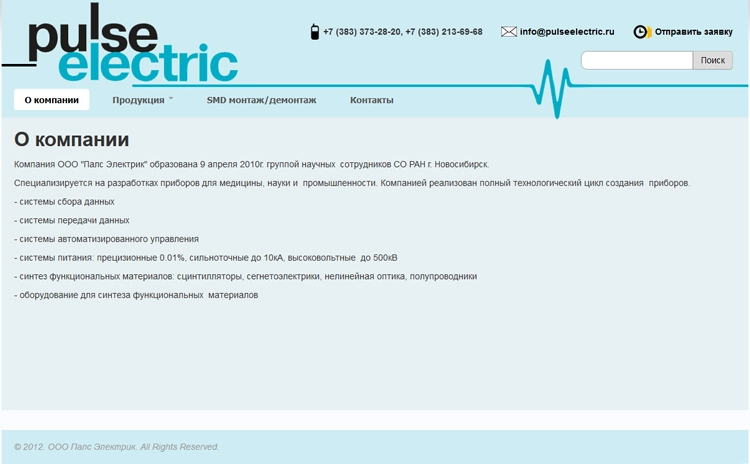 pulse
electric
+7 (383) 373-28-20, +7 (383) 213-69-68
info@pulseelectric.ru
Отправить заявку
Поиск
О компании
Продукция
SMD монтаж/демонтаж
Контакты
О компании
Компания ООО "Палс Электрик" образована 9 апреля 2010г. группой научных сотрудников СО РАН г. Новосибирск.
Специализируется на разработках приборов для медицины, науки и промышленности. Компанией реализован полный технологический цикл создания приборов.
- системы сбора данных
- системы передачи данных
- системы автоматизированного управления
- системы питания: прецизионные 0.01%, сильноточные до 10кА, высоковольтные до 500кВ
- синтез функциональных материалов: сцинтилляторы, сегнетоэлектрики, нелинейная оптика, полупроводники
- оборудование для синтеза функциональных материалов
© 2012. ООО Палс Электрик. All Rights Reserved.